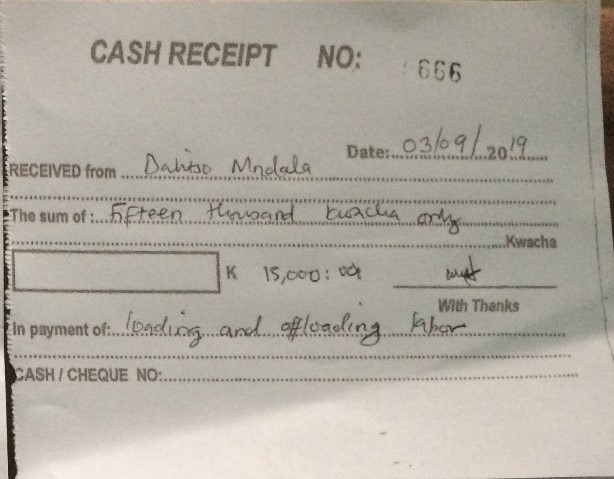 CASH RECEIPT NO: 666
Date: 03/09/2019
RECEIVED from Dalitso Mndala
The sum of: fifteen thousand kwacha only
Kwacha
K 15,000:00
With Thanks
In payment of: loading and offloading labor
CASH / CHEQUE NO: